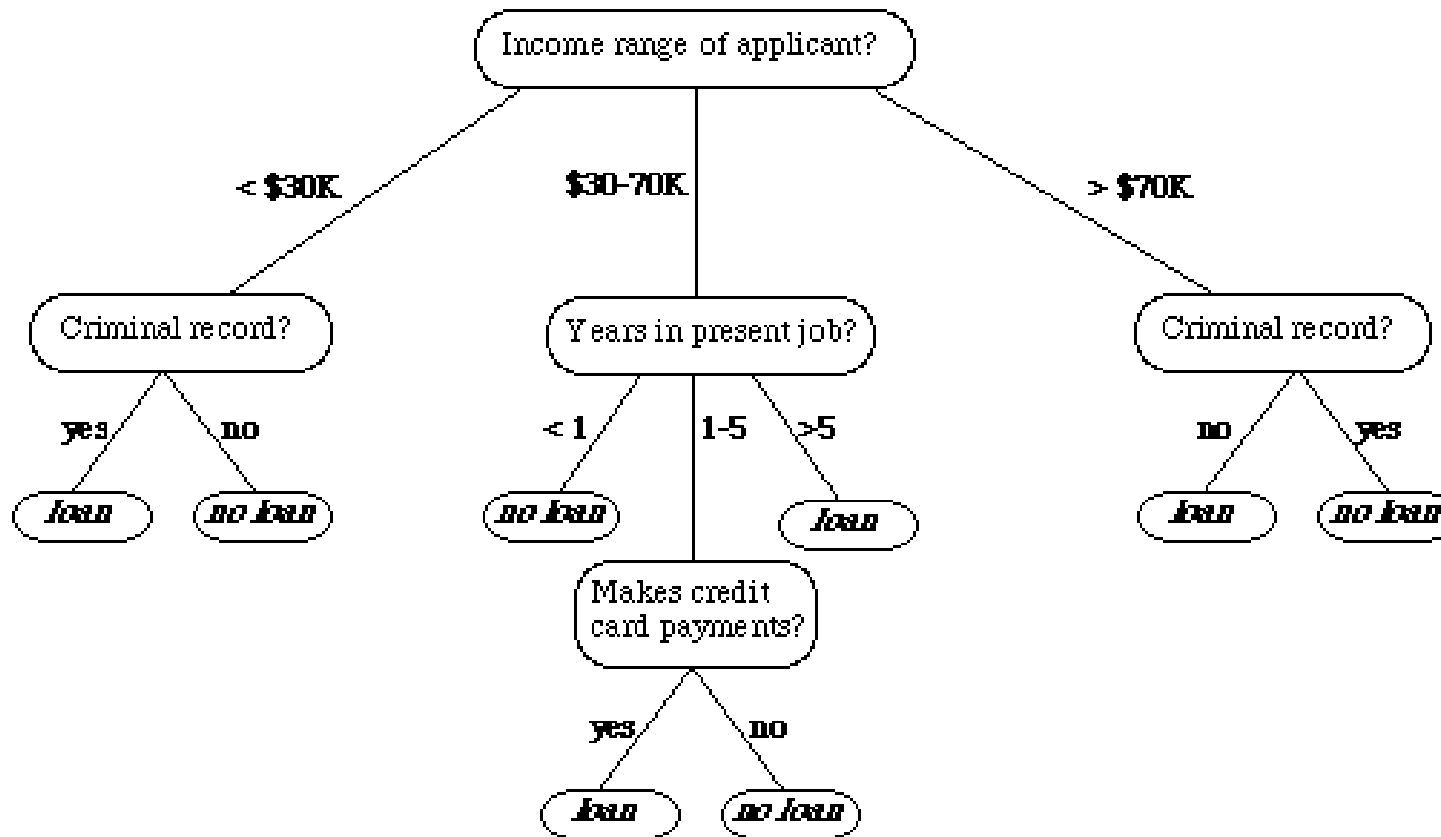 Income range of applicant?
< $30K
$30-70K
> $70K
Criminal record?
Years in present job?
Criminal record?
yes
no
< 1
1-5
>5
no
yes
loan
no loan
no loan
loan
loan
no loan
Makes credit
card payments?
yes
no
loan
no loan